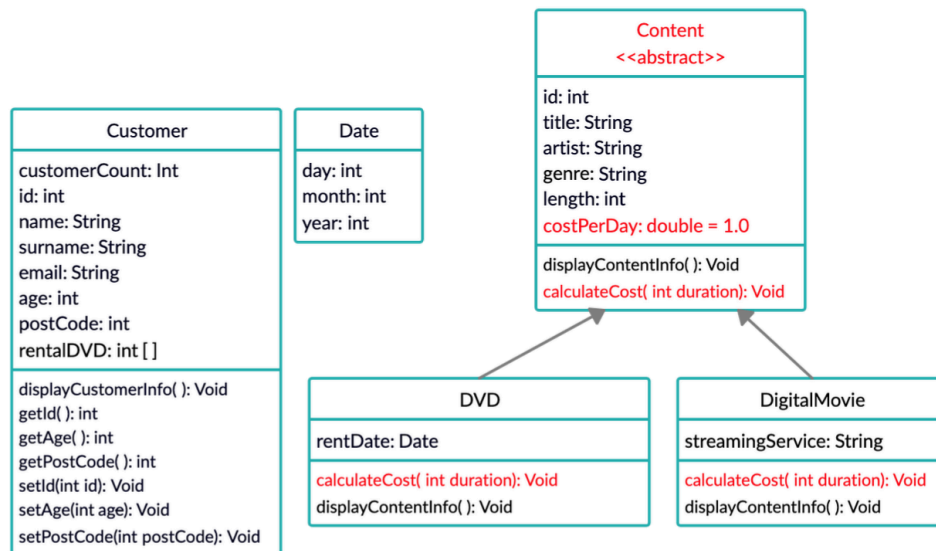 Customer
customerCount: Int
id: int
name: String
surname: String
email: String
age: int
postCode: int
rentalDVD: int [ ]
displayCustomerInfo( ): Void
getId( ): int
getAge( ): int
getPostCode( ): int
setId(int id): Void
setAge(int age): Void
setPostCode(int postCode): Void
Date
day: int
month: int
year: int
Content
<<abstract>>
id: int
title: String
artist: String
genre: String
length: int
costPerDay: double = 1.0
displayContentInfo( ): Void
calculateCost( int duration): Void
DVD
rentDate: Date
calculateCost( int duration): Void
displayContentInfo( ): Void
DigitalMovie
streamingService: String
calculateCost( int duration): Void
displayContentInfo( ): Void